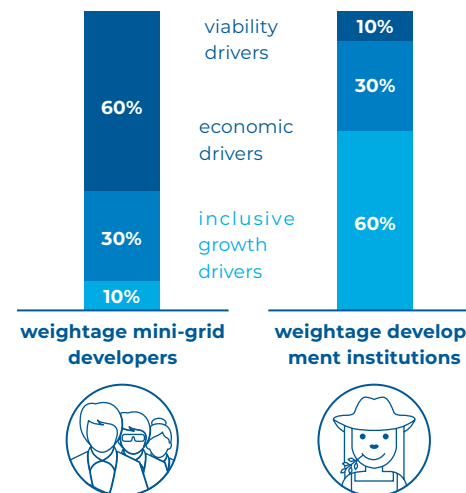 viability
drivers
10%
60%
30%
economic
drivers
inclusive
growth
drivers
30%
60%
10%
weightage mini-grid
developers
weightage develop
ment institutions